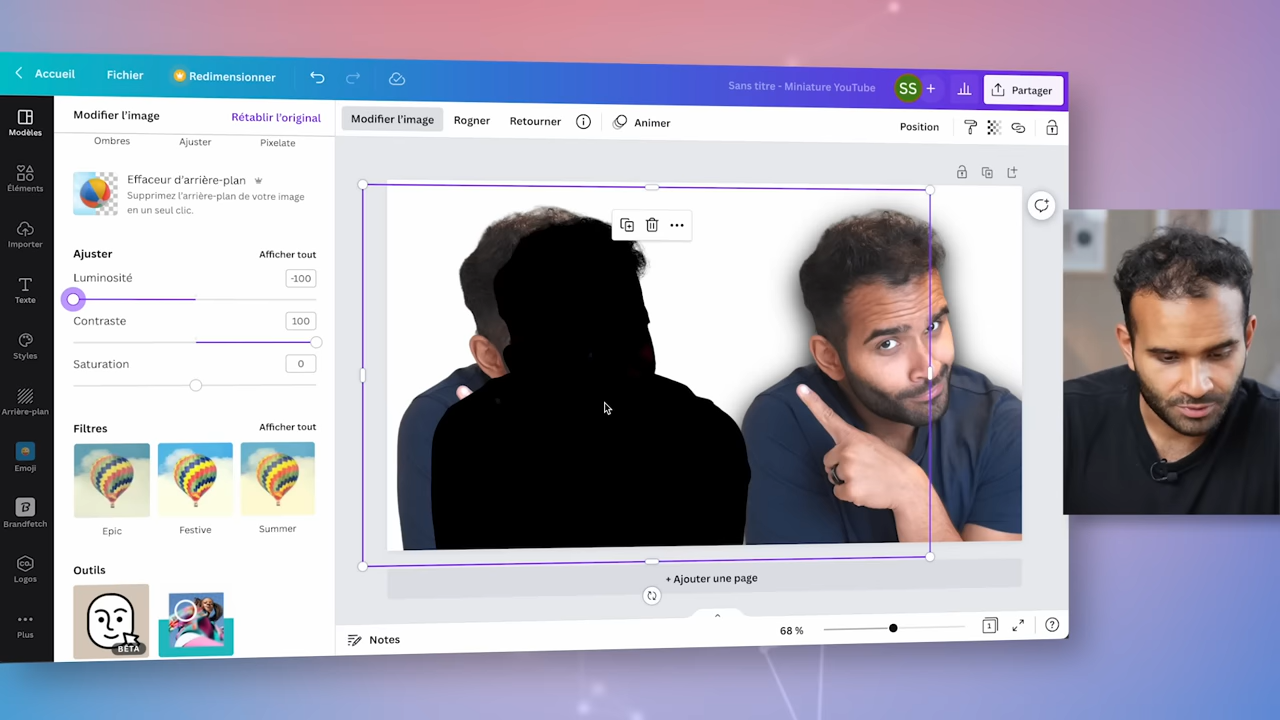 Accueil
Fichier
Redimensionner
Sans titre - Miniature YouTube
SS
+
Partager
Modèles
Éléments
Importer
Texte
Styles
Arrière-plan
Emoji
Brandfetch
Logos
Plus
Modifier l'image
Rétablir l'original
Ombres
Ajuster
Pixelate
Effaceur d'arrière-plan
Supprimez l'arrière-plan de votre image
en un seul clic.
Ajuster
Afficher tout
Luminosité
-100
Contraste
100
Saturation
0
Filtres
Afficher tout
Epic
Festive
Summer
Outils
BÊTA
Modifier l'image
Rogner
Retourner
Animer
Position
+ Ajouter une page
Notes
68 %
1